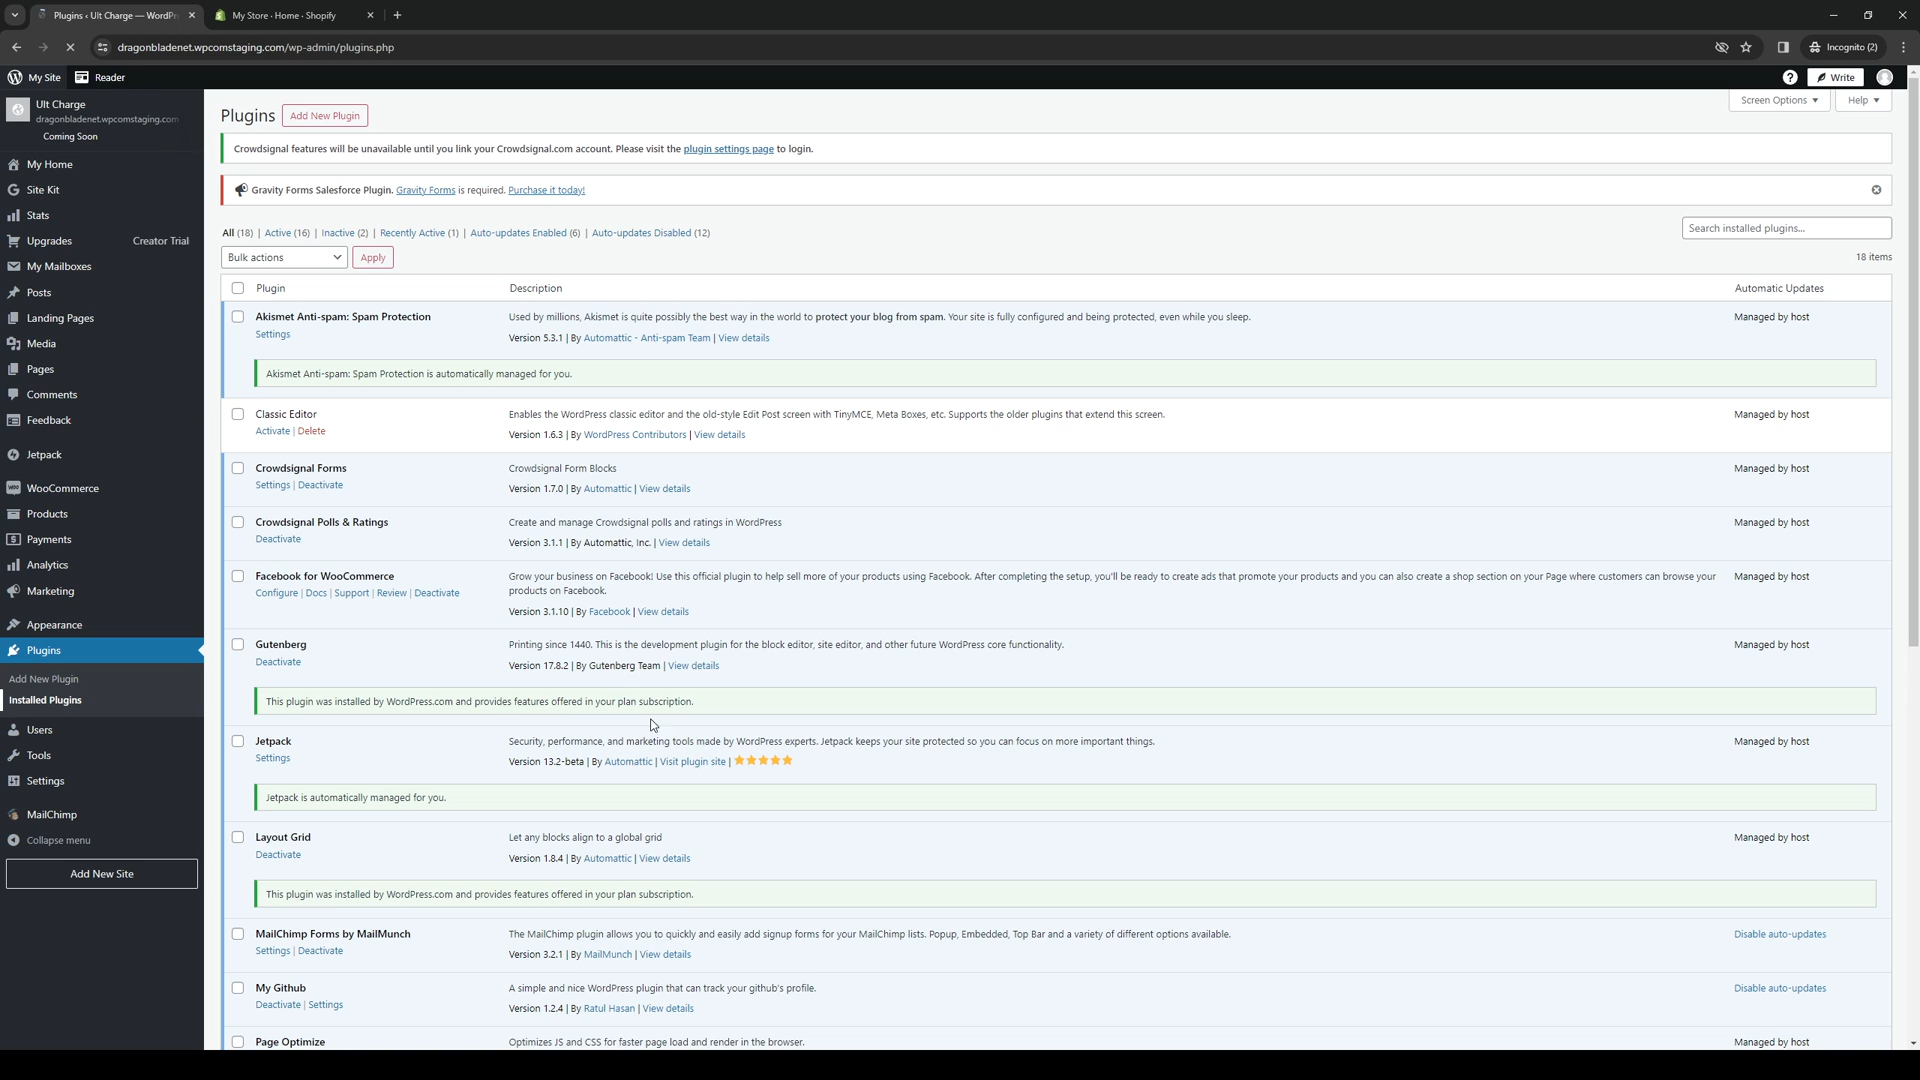 Plugins ‹ Ult Charge — WordPr
My Store · Home · Shopify
dragonbladenet.wpcomstaging.com/wp-admin/plugins.php
Incognito (2)
My Site
Reader
Write
Ult Charge
dragonbladenet.wpcomstaging.com
Coming Soon
My Home
Site Kit
Stats
Upgrades Creator Trial
My Mailboxes
Posts
Landing Pages
Media
Pages
Comments
Feedback
Jetpack
WooCommerce
Products
Payments
Analytics
Marketing
Appearance
Plugins
Add New Plugin
Installed Plugins
Users
Tools
Settings
MailChimp
Collapse menu
Add New Site
Screen Options Help
Plugins Add New Plugin
Crowdsignal features will be unavailable until you link your Crowdsignal.com account. Please visit the plugin settings page to login.
Gravity Forms Salesforce Plugin. Gravity Forms is required. Purchase it today!
All (18) | Active (16) | Inactive (2) | Recently Active (1) | Auto-updates Enabled (6) | Auto-updates Disabled (12)
Search installed plugins...
Bulk actions Apply
18 items
Plugin Description Automatic Updates
Akismet Anti-spam: Spam Protection
Settings
Used by millions, Akismet is quite possibly the best way in the world to protect your blog from spam. Your site is fully configured and being protected, even while you sleep.
Version 5.3.1 | By Automattic - Anti-spam Team | View details
Managed by host
Akismet Anti-spam: Spam Protection is automatically managed for you.
Classic Editor
Activate | Delete
Enables the WordPress classic editor and the old-style Edit Post screen with TinyMCE, Meta Boxes, etc. Supports the older plugins that extend this screen.
Version 1.6.3 | By WordPress Contributors | View details
Managed by host
Crowdsignal Forms
Settings | Deactivate
Crowdsignal Form Blocks
Version 1.7.0 | By Automattic | View details
Managed by host
Crowdsignal Polls & Ratings
Deactivate
Create and manage Crowdsignal polls and ratings in WordPress
Version 3.1.1 | By Automattic, Inc. | View details
Managed by host
Facebook for WooCommerce
Configure | Docs | Support | Review | Deactivate
Grow your business on Facebook! Use this official plugin to help sell more of your products using Facebook. After completing the setup, you'll be ready to create ads that promote your products and you can also create a shop section on your Page where customers can browse your
products on Facebook.
Version 3.1.10 | By Facebook | View details
Managed by host
Gutenberg
Deactivate
Printing since 1440. This is the development plugin for the block editor, site editor, and other future WordPress core functionality.
Version 17.8.2 | By Gutenberg Team | View details
Managed by host
This plugin was installed by WordPress.com and provides features offered in your plan subscription.
Jetpack
Settings
Security, performance, and marketing tools made by WordPress experts. Jetpack keeps your site protected so you can focus on more important things.
Version 13.2-beta | By Automattic | Visit plugin site |
Managed by host
Jetpack is automatically managed for you.
Layout Grid
Deactivate
Let any blocks align to a global grid
Version 1.8.4 | By Automattic | View details
Managed by host
This plugin was installed by WordPress.com and provides features offered in your plan subscription.
MailChimp Forms by MailMunch
Settings | Deactivate
The MailChimp plugin allows you to quickly and easily add signup forms for your MailChimp lists. Popup, Embedded, Top Bar and a variety of different options available.
Version 3.2.1 | By MailMunch | View details
Disable auto-updates
My Github
Deactivate | Settings
A simple and nice WordPress plugin that can track your github's profile.
Version 1.2.4 | By Ratul Hasan | View details
Disable auto-updates
Page Optimize
Optimizes JS and CSS for faster page load and render in the browser.
Managed by host